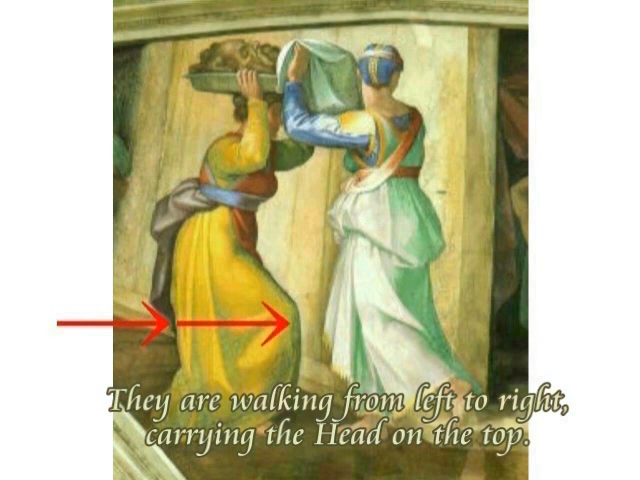 They are walking from left to right,
carrying the Head on the top.